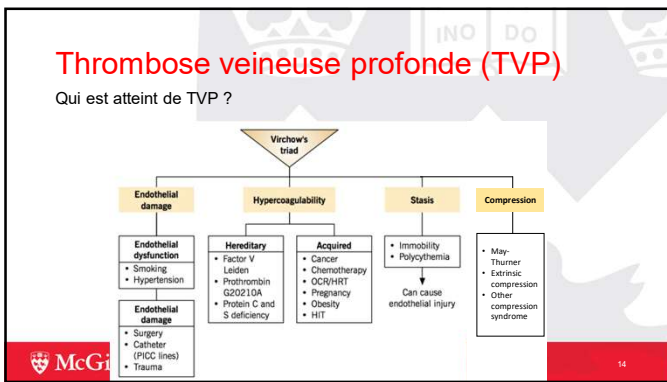 INO DO
Thrombose veineuse profonde (TVP)
Qui est atteint de TVP ?
Virchow's
triad
Endothelial
damage
Hypercoagulability
Stasis
Compression
Endothelial
dysfunction
• Smoking
• Hypertension
Endothelial
damage
• Surgery
• Catheter
(PICC lines)
• Trauma
Hereditary
• Factor V
Leiden
• Prothrombin
G20210A
• Protein C and
S deficiency
Acquired
• Cancer
• Chemotherapy
• OCR/HRT
• Pregnancy
• Obesity
• HIT
• Immobility
• Polycythemia
Can cause
endothelial injury
• May-
Thurner
• Extrinsic
compression
• Other
compression
syndrome
McGi
14